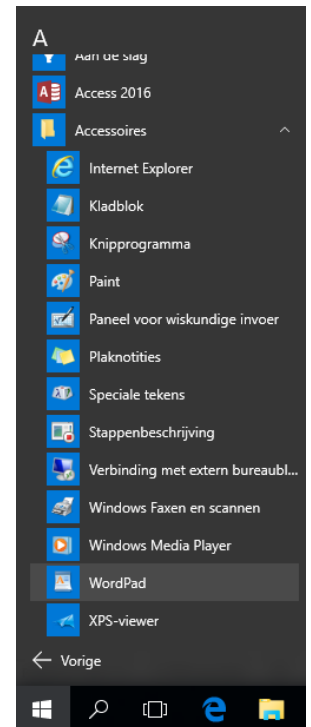 A
Aan de slag
Access 2016
Accessoires
Internet Explorer
Kladblok
Knipprogramma
Paint
Paneel voor wiskundige invoer
Plaknotities
Speciale tekens
Stappenbeschrijving
Verbinding met extern bureaubl...
Windows Faxen en scannen
Windows Media Player
WordPad
XPS-viewer
Vorige